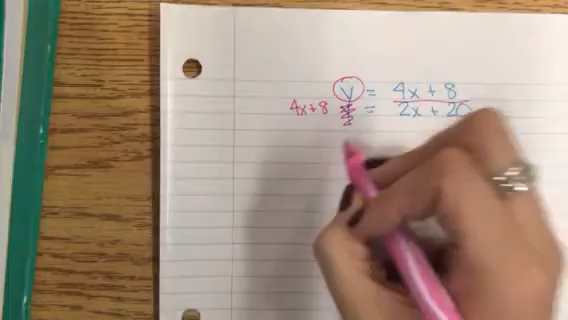 y = 4x + 8
4x+8 = 2x + 20